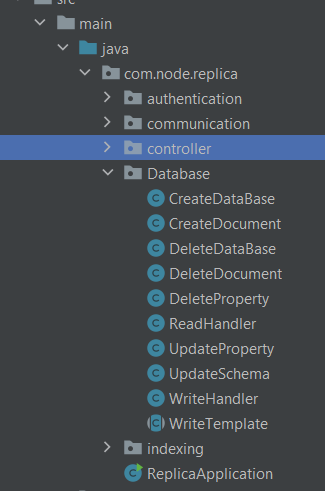 src
main
java
com.node.replica
authentication
communication
controller
Database
CreateDataBase
CreateDocument
DeleteDataBase
DeleteDocument
DeleteProperty
ReadHandler
UpdateProperty
UpdateSchema
WriteHandler
WriteTemplate
indexing
ReplicaApplication